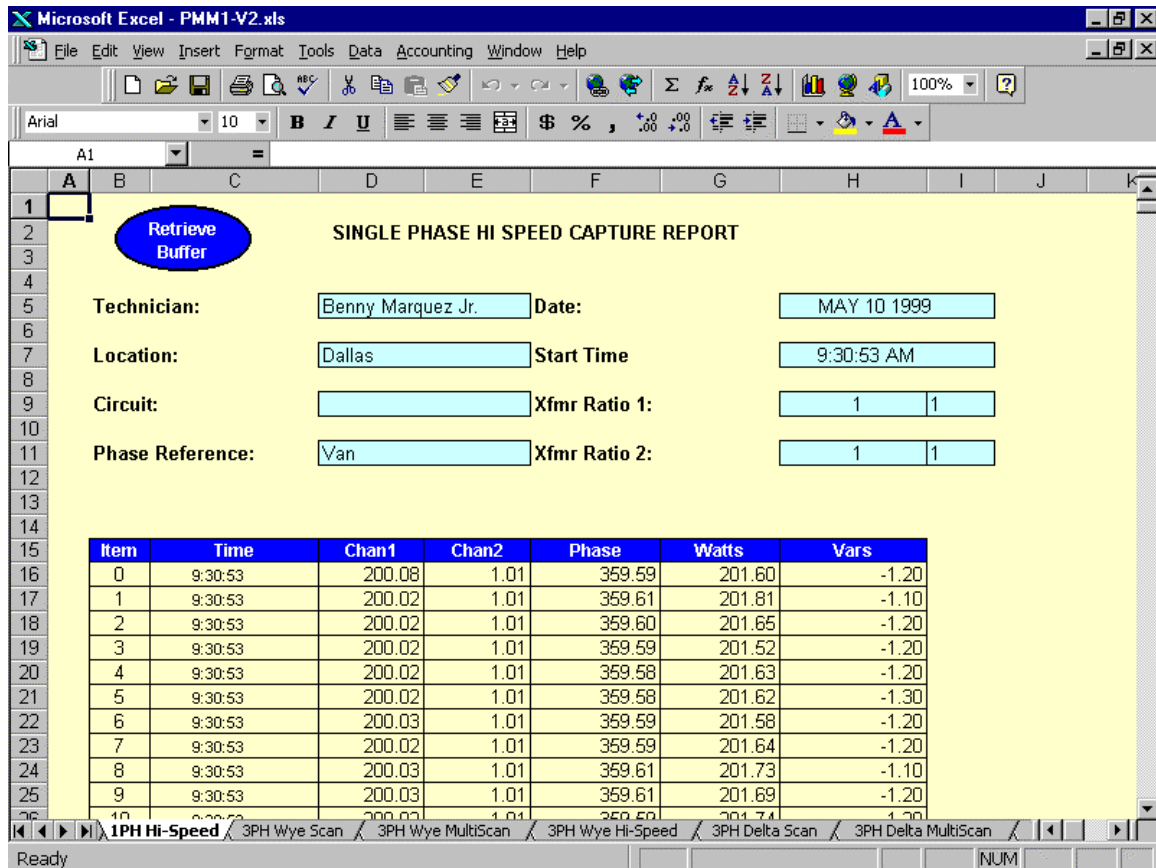 Microsoft Excel - PMM1-V2.xls
File Edit View Insert Format Tools Data Accounting Window Help
ABC Σ fx A Z Z A 100% ?
Arial 10 B I U a $ % , .0 .00 .00 .0 A
A1 =
A B C D E F G H I J K
1
2 Retrieve Buffer SINGLE PHASE HI SPEED CAPTURE REPORT
3
4
5 Technician: Benny Marquez Jr. Date: MAY 10 1999
6
7 Location: Dallas Start Time 9:30:53 AM
8
9 Circuit: Xfmr Ratio 1: 1 1
10
11 Phase Reference: Van Xfmr Ratio 2: 1 1
12
13
14
15 Item Time Chan1 Chan2 Phase Watts Vars
16 0 9:30:53 200.08 1.01 359.59 201.60 -1.20
17 1 9:30:53 200.02 1.01 359.61 201.81 -1.10
18 2 9:30:53 200.02 1.01 359.60 201.65 -1.20
19 3 9:30:53 200.02 1.01 359.59 201.52 -1.20
20 4 9:30:53 200.02 1.01 359.58 201.63 -1.20
21 5 9:30:53 200.02 1.01 359.58 201.62 -1.30
22 6 9:30:53 200.03 1.01 359.59 201.58 -1.20
23 7 9:30:53 200.02 1.01 359.59 201.64 -1.20
24 8 9:30:53 200.03 1.01 359.61 201.73 -1.10
25 9 9:30:53 200.03 1.01 359.61 201.69 -1.20
1PH Hi-Speed 3PH Wye Scan 3PH Wye MultiScan 3PH Wye Hi-Speed 3PH Delta Scan 3PH Delta MultiScan
Ready NUM